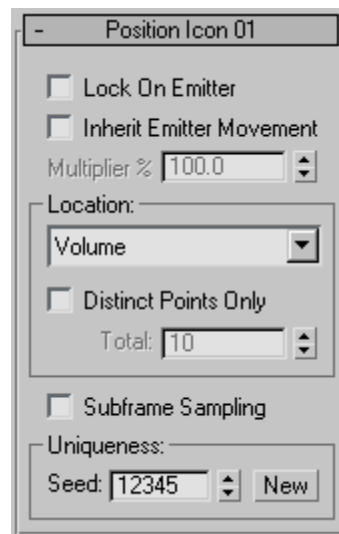 - Position Icon 01
Lock On Emitter
Inherit Emitter Movement
Multiplier % 100.0
Location:
Volume
Distinct Points Only
Total: 10
Subframe Sampling
Uniqueness:
Seed: 12345 New